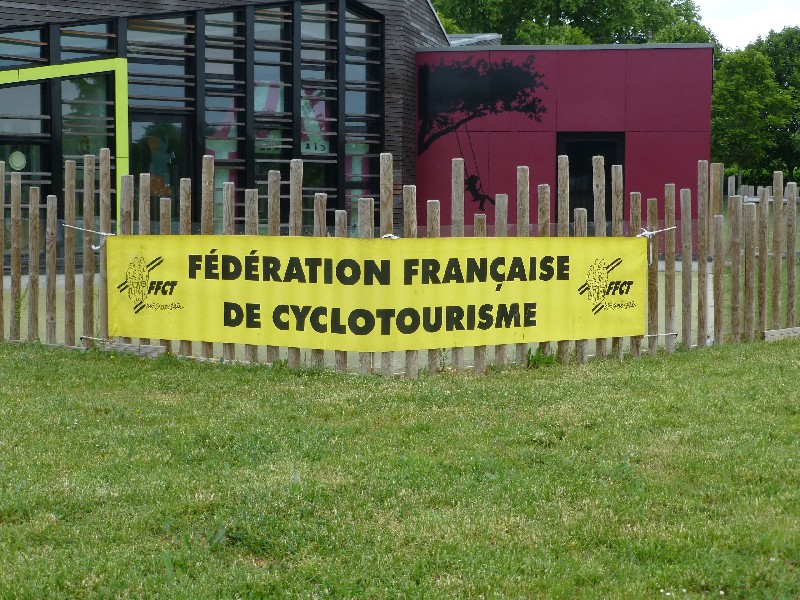 FÉDÉRATION FRANÇAISE
DE CYCLOTOURISME
FFCT
FFCT